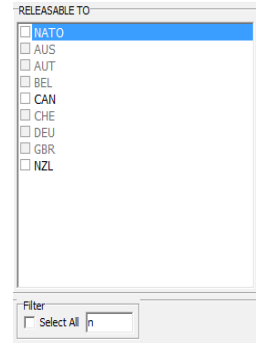 RELEASABLE TO
NATO
AUS
AUT
BEL
CAN
CHE
DEU
GBR
NZL
Filter
Select All n